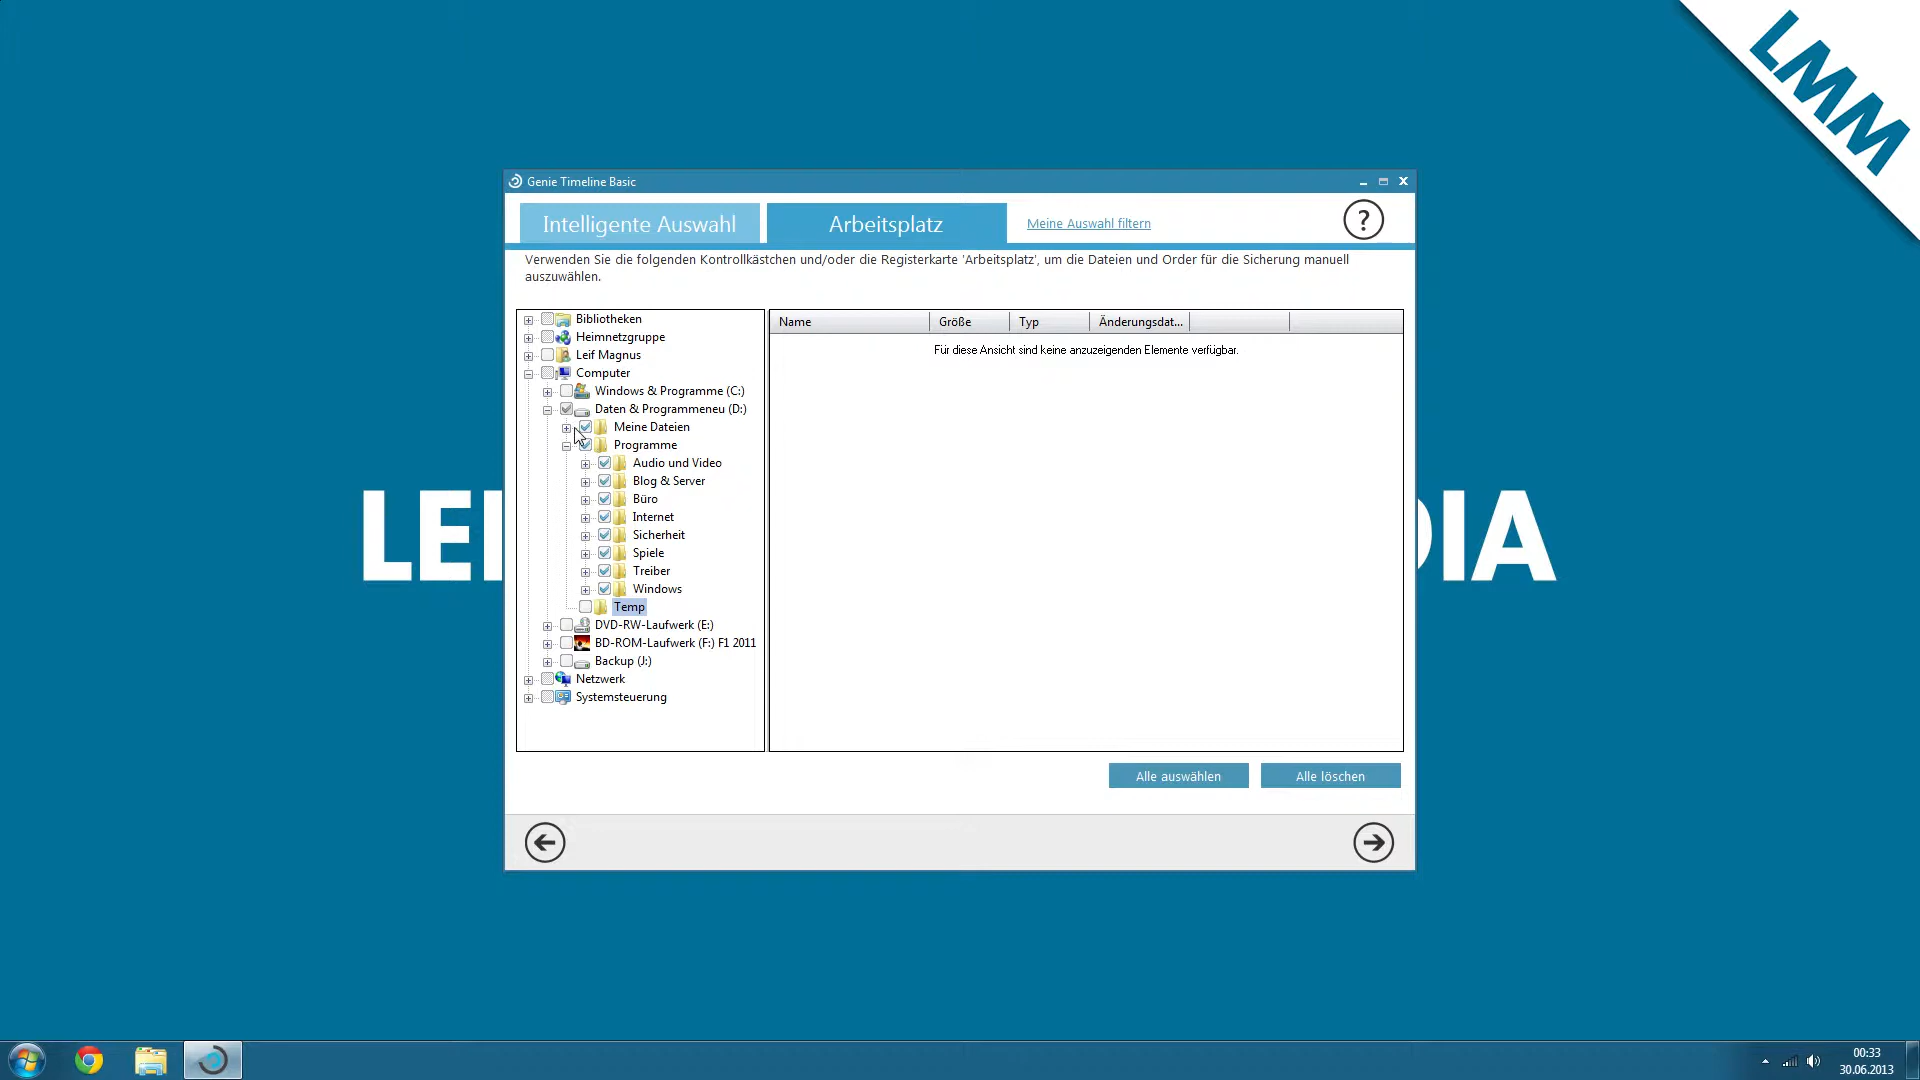 LMM
Genie Timeline Basic
Intelligente Auswahl
Arbeitsplatz
Meine Auswahl filtern
?
Verwenden Sie die folgenden Kontrollkästchen und/oder die Registerkarte 'Arbeitsplatz', um die Dateien und Order für die Sicherung manuell
auszuwählen.
Bibliotheken
Heimnetzgruppe
Leif Magnus
Computer
Windows & Programme (C:)
Daten & Programmeneu (D:)
Meine Dateien
Programme
Audio und Video
Blog & Server
Büro
Internet
Sicherheit
Spiele
Treiber
Windows
Temp
DVD-RW-Laufwerk (E:)
BD-ROM-Laufwerk (F:) F1 2011
Backup (J:)
Netzwerk
Systemsteuerung
Name Größe Typ Änderungsdat...
Für diese Ansicht sind keine anzuzeigenden Elemente verfügbar.
LEI DIA
Alle auswählen
Alle löschen
00:33
30.06.2013